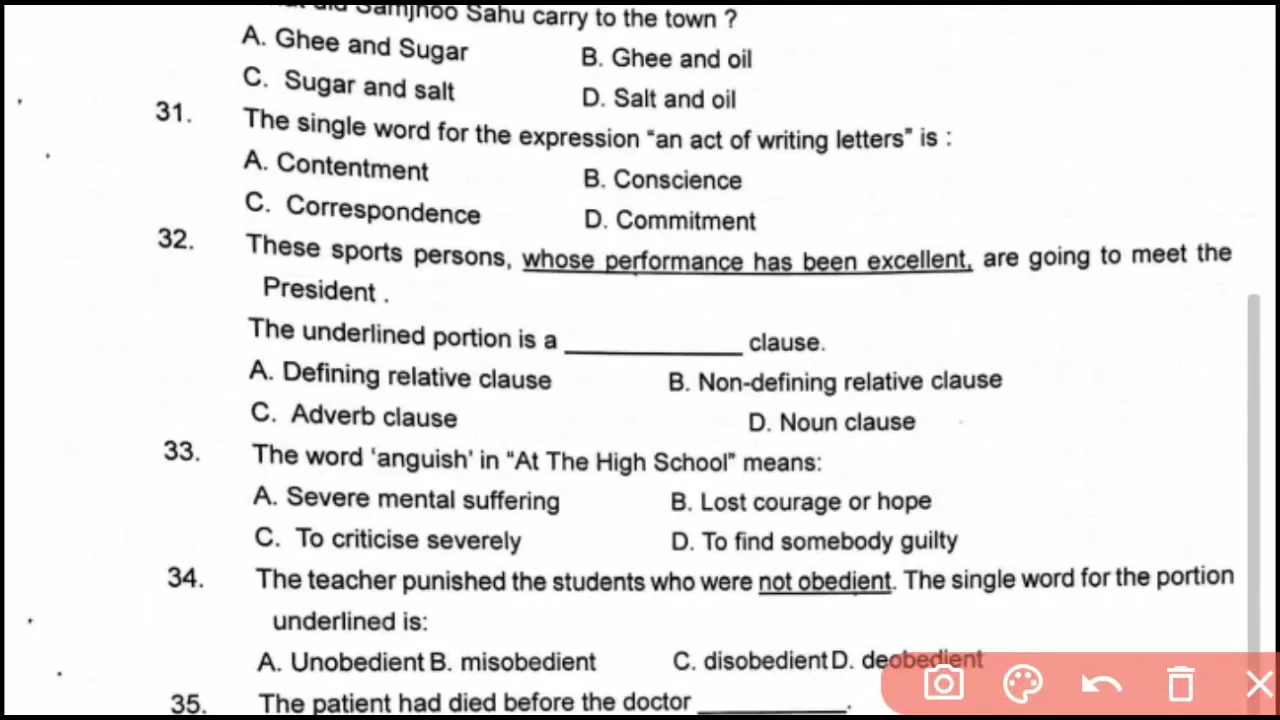 did Samjhoo Sahu carry to the town ?
A. Ghee and Sugar B. Ghee and oil
C. Sugar and salt D. Salt and oil
31. The single word for the expression “an act of writing letters” is :
A. Contentment B. Conscience
C. Correspondence D. Commitment
32. These sports persons, whose performance has been excellent, are going to meet the
President .
The underlined portion is a __________ clause.
A. Defining relative clause B. Non-defining relative clause
C. Adverb clause D. Noun clause
33. The word ‘anguish’ in “At The High School” means:
A. Severe mental suffering B. Lost courage or hope
C. To criticise severely D. To find somebody guilty
34. The teacher punished the students who were not obedient. The single word for the portion
underlined is:
A. Unobedient B. misobedient C. disobedient D. deobedient
35. The patient had died before the doctor __________.